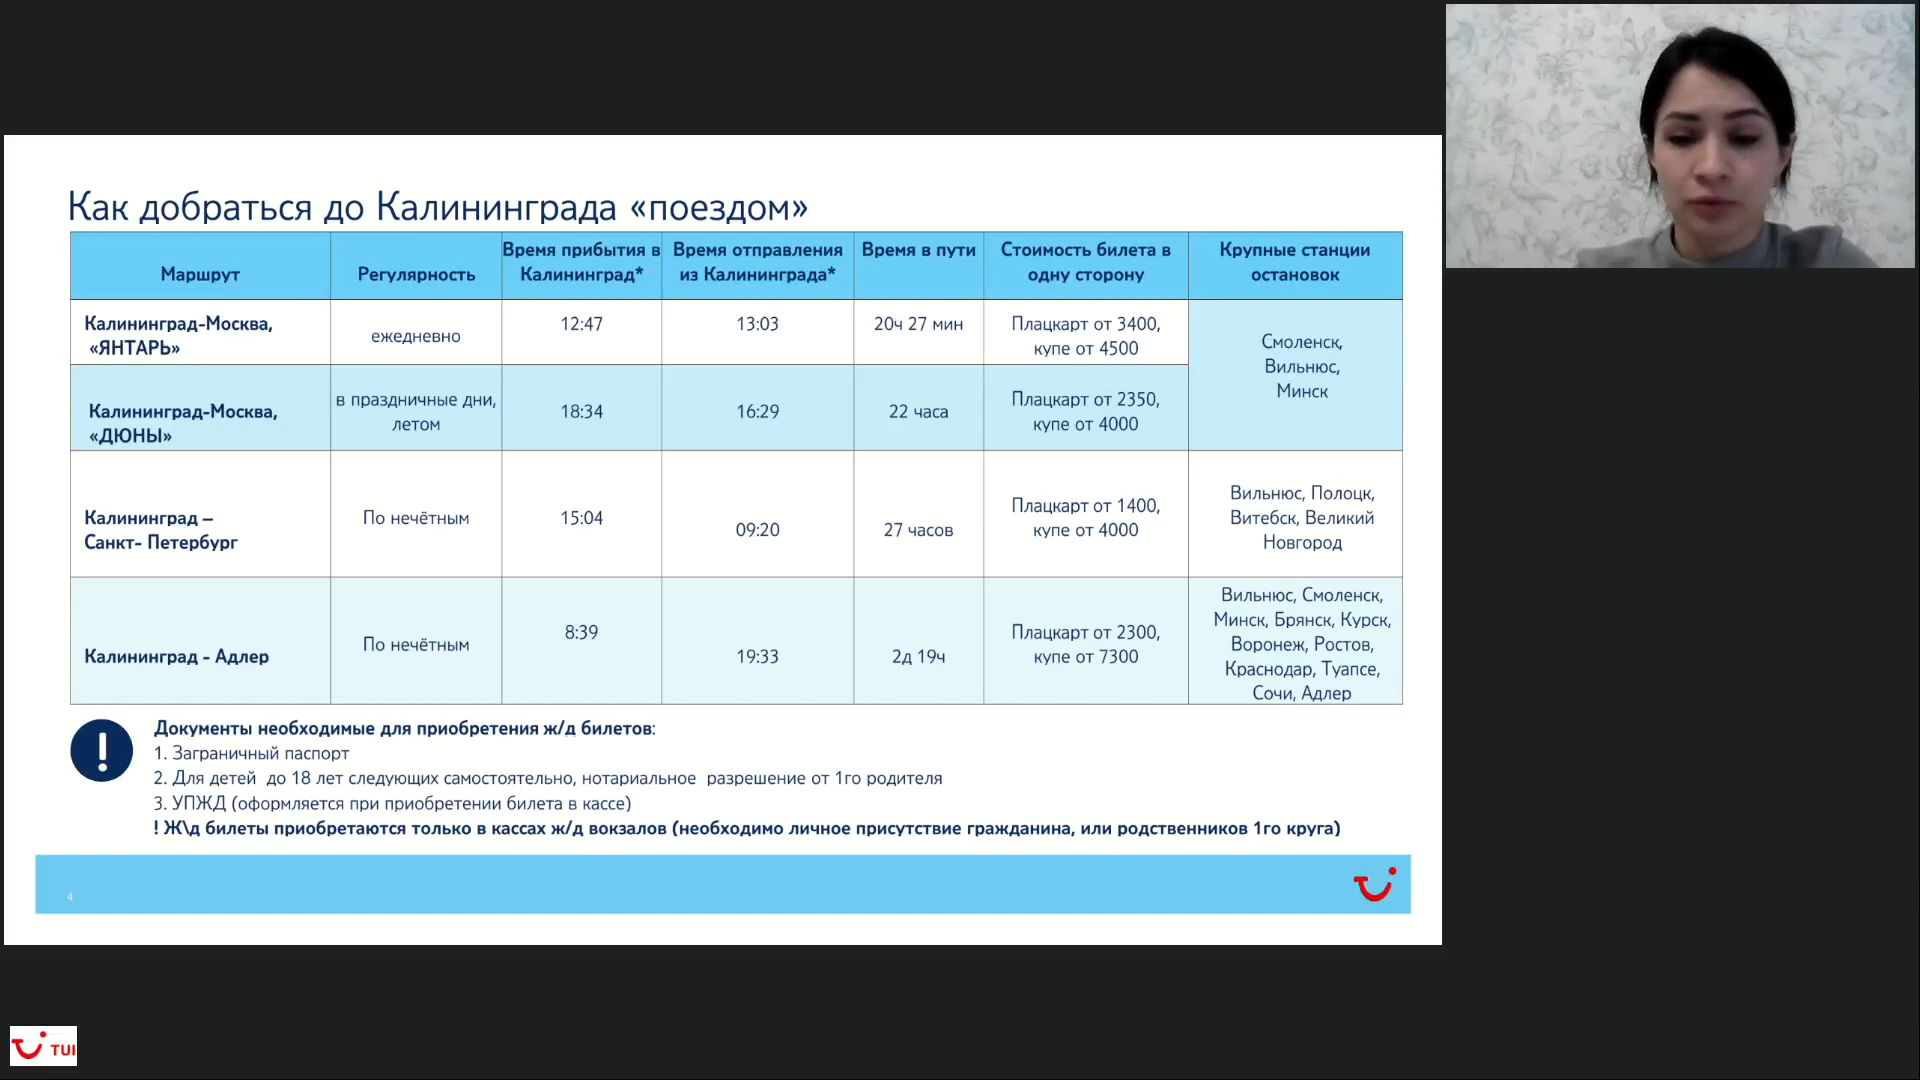 Как добраться до Калининграда «поездом»
Маршрут
Регулярность
Время прибытия в
Калининград*
Время отправления
из Калининграда*
Время в пути
Стоимость билета в
одну сторону
Крупные станции
остановок
Калининград-Москва,
«ЯНТАРЬ»
ежедневно
12:47
13:03
20ч 27 мин
Плацкарт от 3400,
купе от 4500
Смоленск,
Вильнюс,
Минск
Калининград-Москва,
«ДЮНЫ»
в праздничные дни,
летом
18:34
16:29
22 часа
Плацкарт от 2350,
купе от 4000
Калининград –
Санкт- Петербург
По нечётным
15:04
09:20
27 часов
Плацкарт от 1400,
купе от 4000
Вильнюс, Полоцк,
Витебск, Великий
Новгород
Калининград - Адлер
По нечётным
8:39
19:33
2д 19ч
Плацкарт от 2300,
купе от 7300
Вильнюс, Смоленск,
Минск, Брянск, Курск,
Воронеж, Ростов,
Краснодар, Туапсе,
Сочи, Адлер
!
Документы необходимые для приобретения ж/д билетов:
1. Заграничный паспорт
2. Для детей до 18 лет следующих самостоятельно, нотариальное разрешение от 1го родителя
3. УПЖД (оформляется при приобретении билета в кассе)
! Ж\д билеты приобретаются только в кассах ж/д вокзалов (необходимо личное присутствие гражданина, или родственников 1го круга)
4
TUI